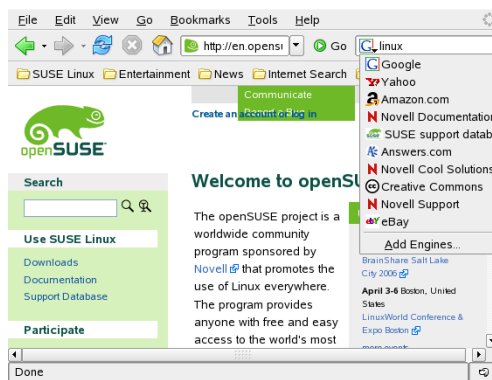 File Edit View Go Bookmarks Tools Help
http://en.opensu Go linux
SUSE Linux Entertainment News Internet Search
Google
Yahoo
Amazon.com
Novell Documentation
SUSE support datab
Answers.com
Novell Cool Solutions
Creative Commons
Novell Support
eBay
Add Engines...
Communicate
Create an account or log in
openSUSE
Search
Use SUSE Linux
Downloads
Documentation
Support Database
Participate
Welcome to openSU
The openSUSE project is a
worldwide community
program sponsored by
Novell that promotes the
use of Linux everywhere.
The program provides
anyone with free and easy
access to the world's most
BrainShare Salt Lake
City 2006
April 3-6 Boston, United
States
LinuxWorld Conference &
Expo Boston
more events
Done